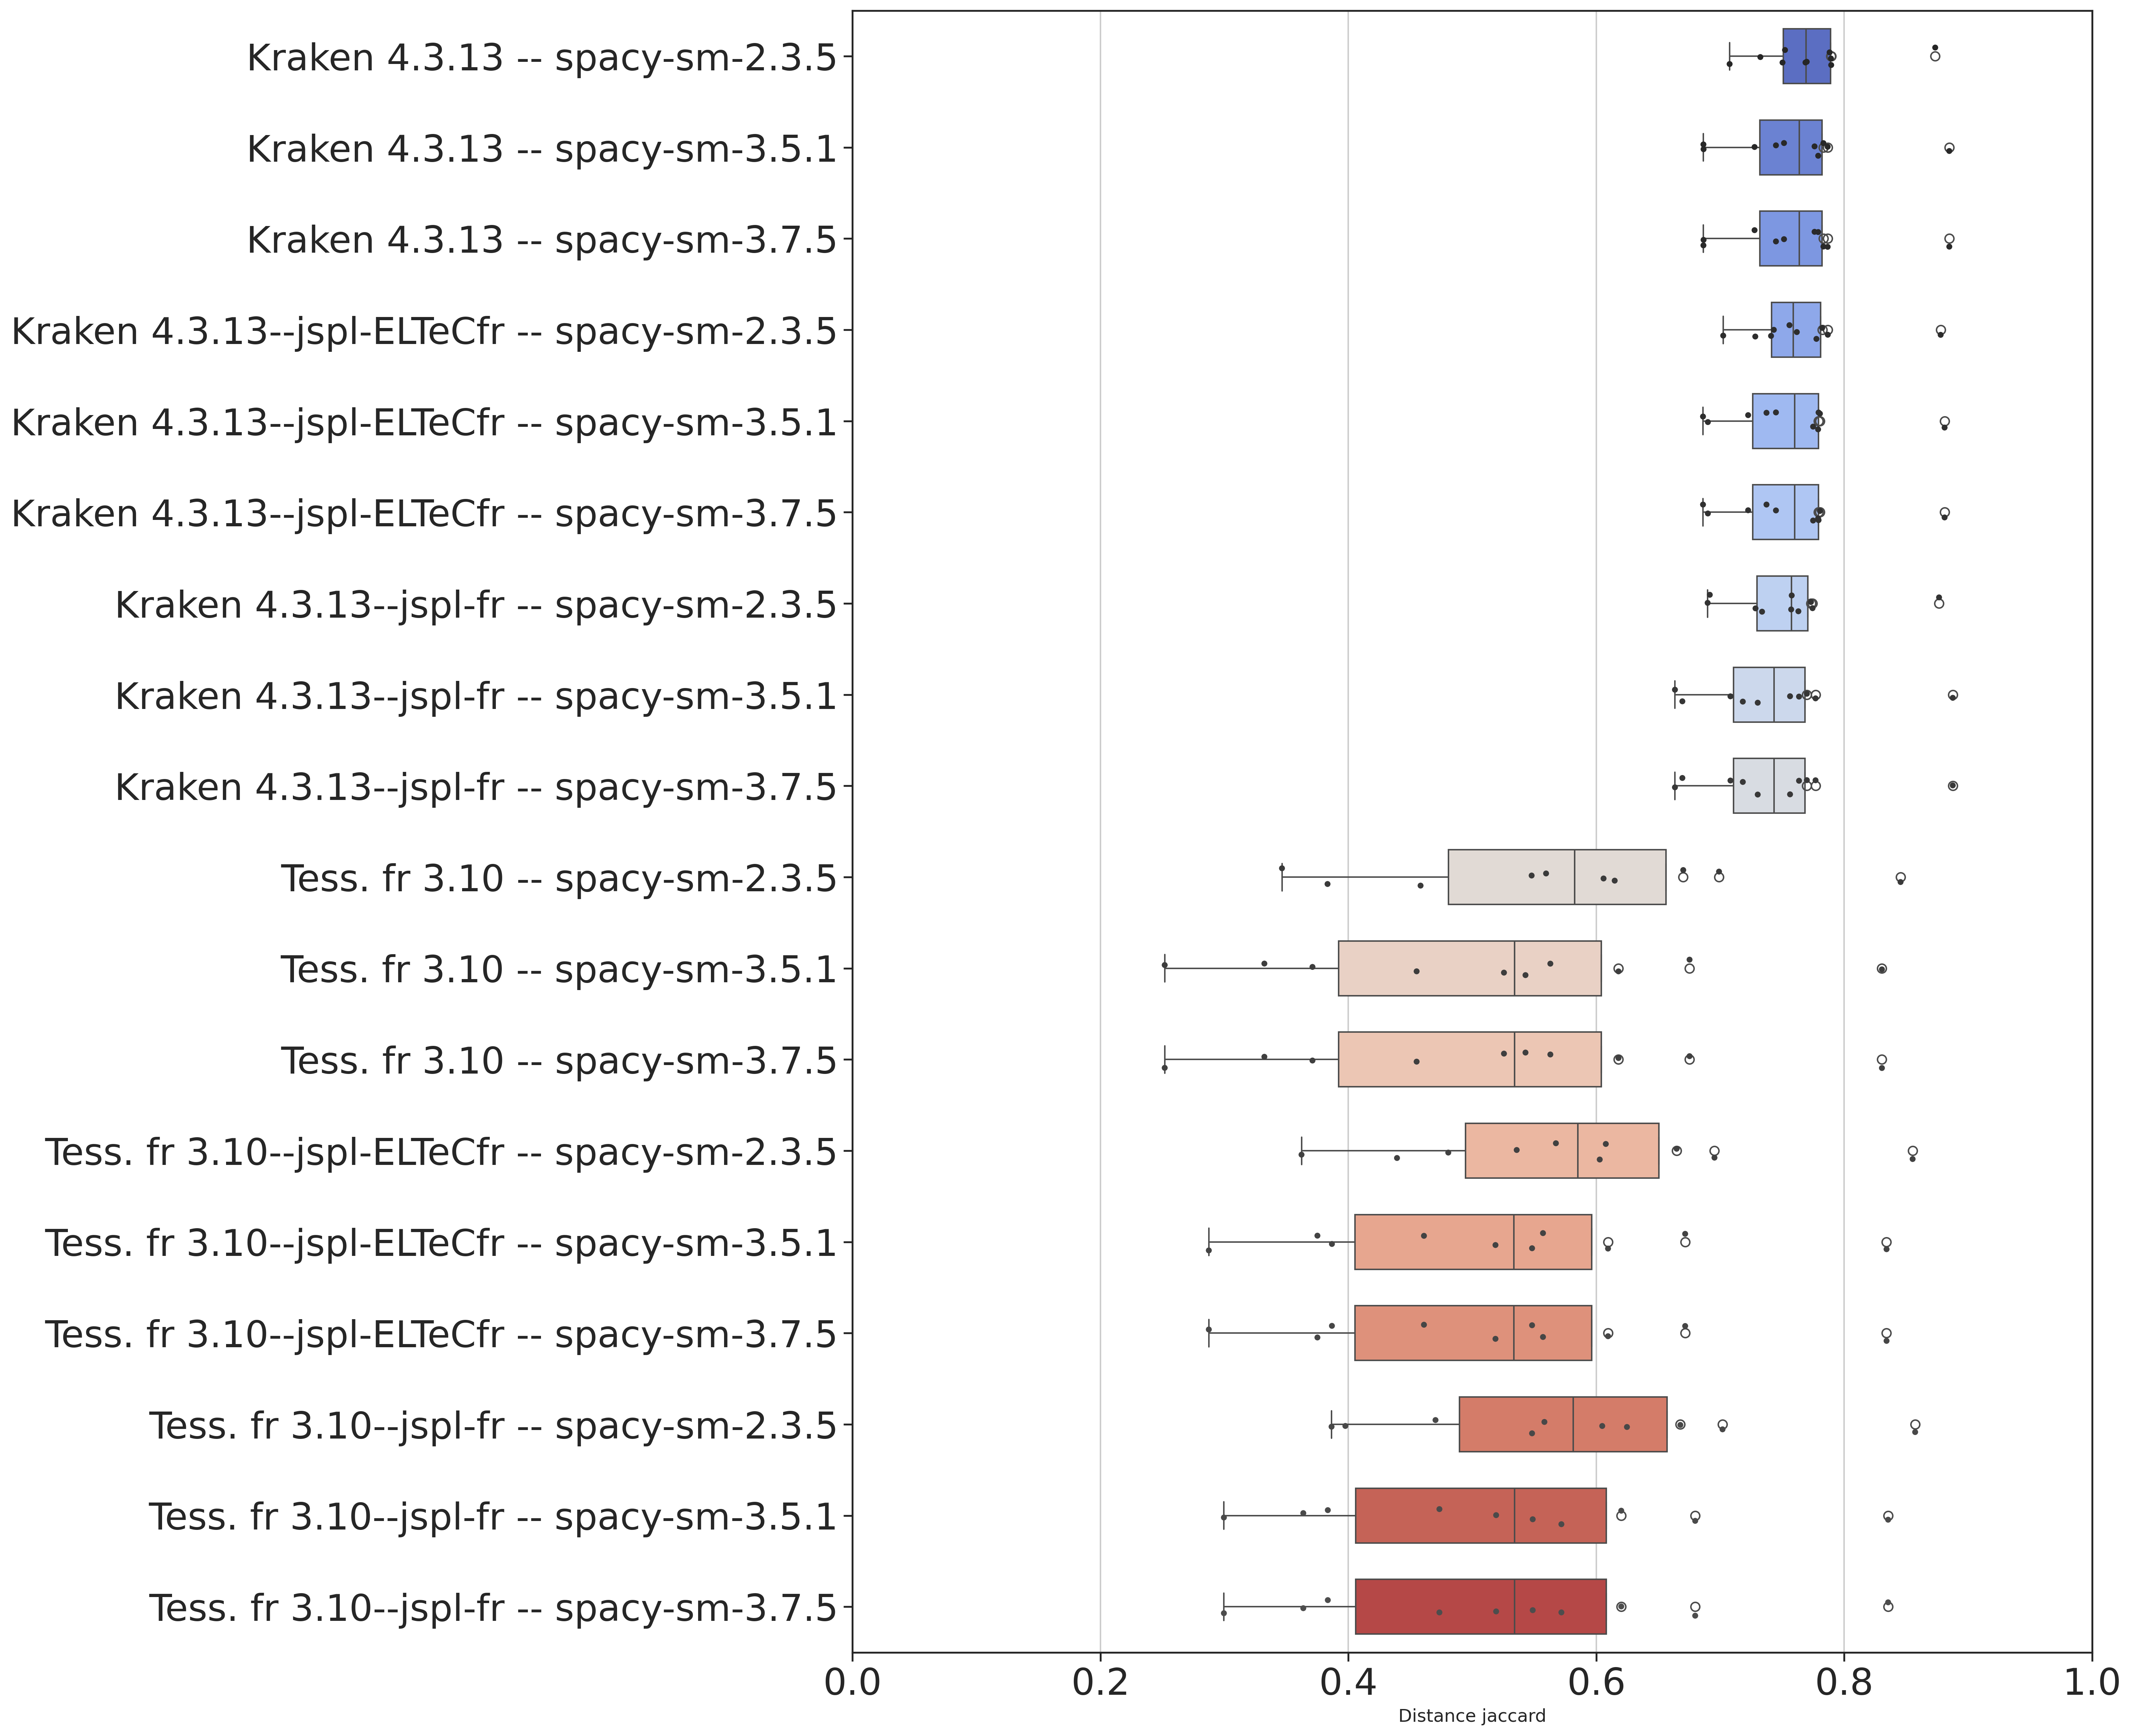 Kraken 4.3.13 -- spacy-sm-2.3.5
Kraken 4.3.13 -- spacy-sm-3.5.1
Kraken 4.3.13 -- spacy-sm-3.7.5
Kraken 4.3.13--jspl-ELTeCfr -- spacy-sm-2.3.5
Kraken 4.3.13--jspl-ELTeCfr -- spacy-sm-3.5.1
Kraken 4.3.13--jspl-ELTeCfr -- spacy-sm-3.7.5
Kraken 4.3.13--jspl-fr -- spacy-sm-2.3.5
Kraken 4.3.13--jspl-fr -- spacy-sm-3.5.1
Kraken 4.3.13--jspl-fr -- spacy-sm-3.7.5
Tess. fr 3.10 -- spacy-sm-2.3.5
Tess. fr 3.10 -- spacy-sm-3.5.1
Tess. fr 3.10 -- spacy-sm-3.7.5
Tess. fr 3.10--jspl-ELTeCfr -- spacy-sm-2.3.5
Tess. fr 3.10--jspl-ELTeCfr -- spacy-sm-3.5.1
Tess. fr 3.10--jspl-ELTeCfr -- spacy-sm-3.7.5
Tess. fr 3.10--jspl-fr -- spacy-sm-2.3.5
Tess. fr 3.10--jspl-fr -- spacy-sm-3.5.1
Tess. fr 3.10--jspl-fr -- spacy-sm-3.7.5
0.0 0.2 0.4 0.6 0.8 1.0
Distance jaccard